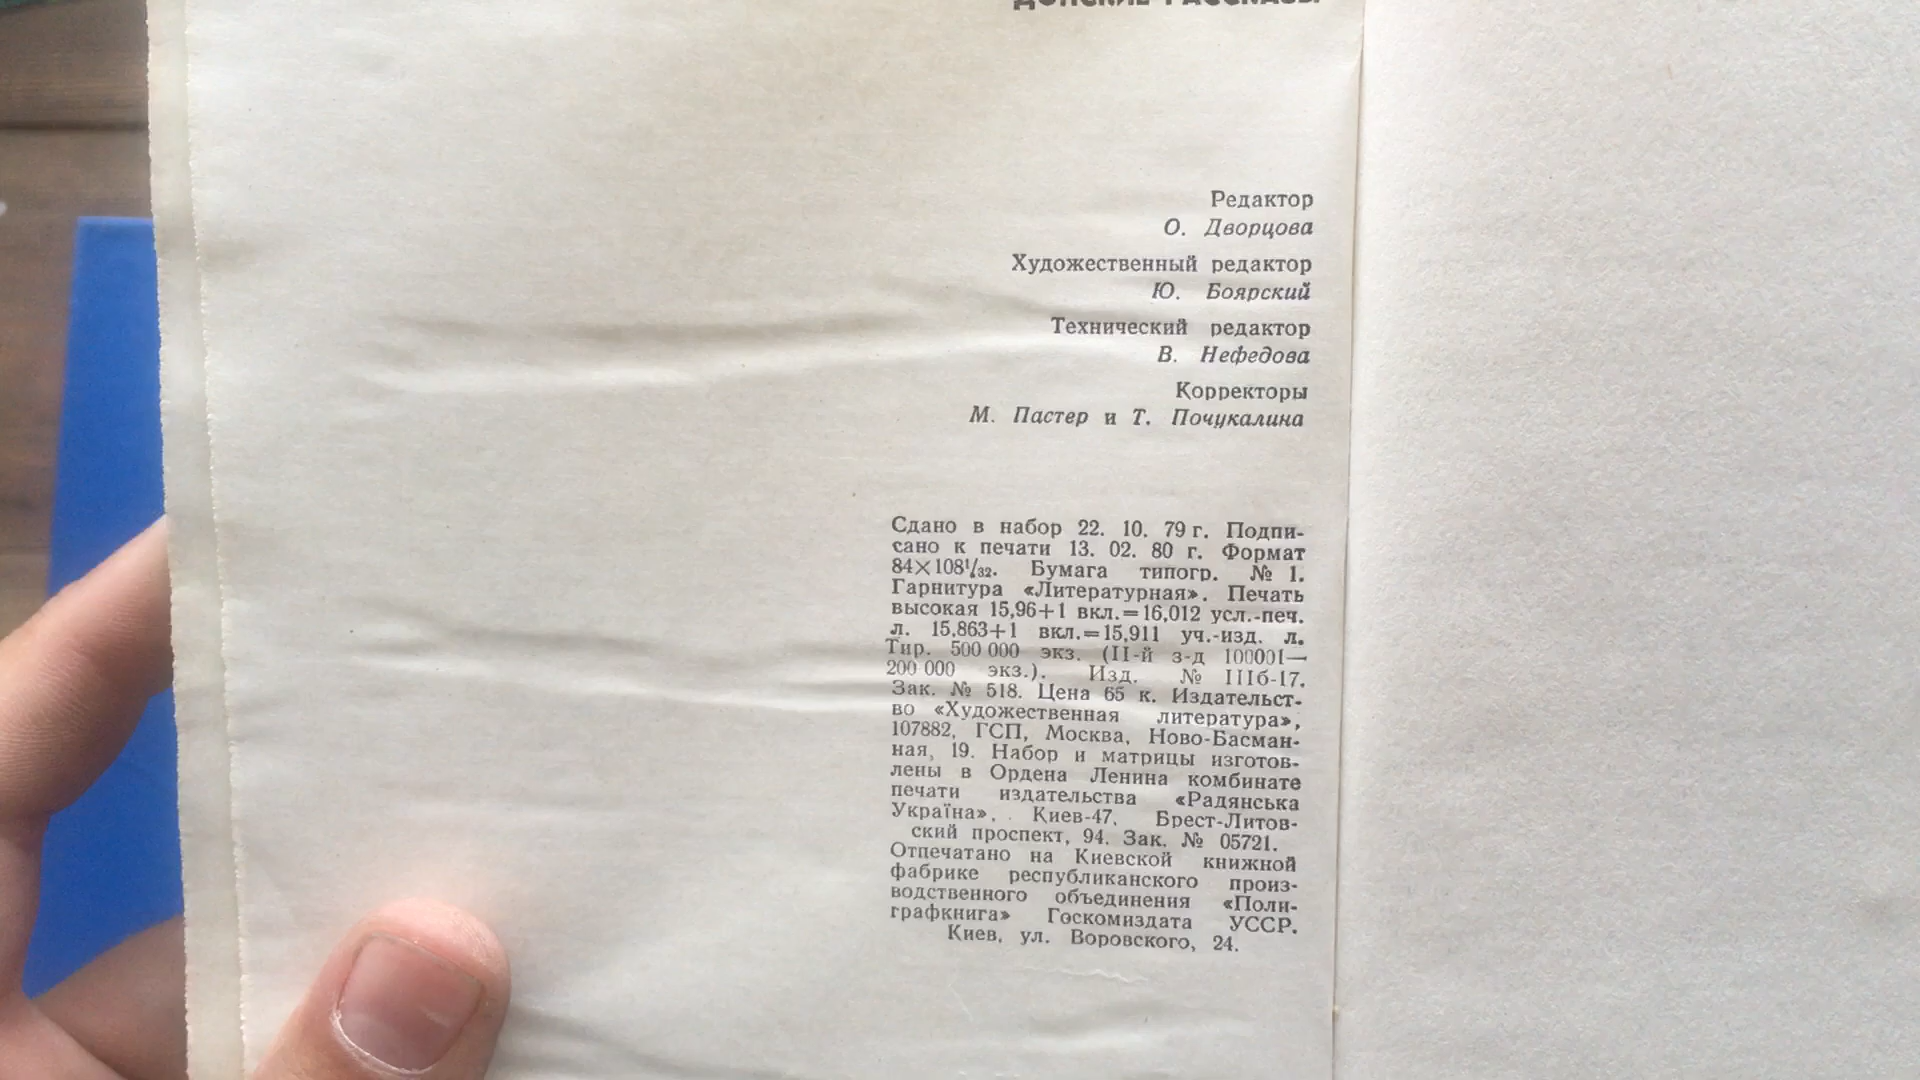 ДОНСКИЕ РАССКАЗЫ
Редактор
О. Дворцова
Художественный редактор
Ю. Боярский
Технический редактор
В. Нефедова
Корректоры
М. Пастер и Т. Почукалина
Сдано в набор 22. 10. 79 г. Подпи-
сано к печати 13. 02. 80 г. Формат
84×108¹/₃₂. Бумага типогр. № 1.
Гарнитура «Литературная». Печать
высокая 15,96+1 вкл.=16,012 усл.-печ.
л. 15,863+1 вкл.=15,911 уч.-изд. л.
Тир. 500 000 экз. (II-й з-д 100001—
200 000 экз.). Изд. № IIIб-17.
Зак. № 518. Цена 65 к. Издательст-
во «Художественная литература»,
107882, ГСП, Москва, Ново-Басман-
ная, 19. Набор и матрицы изготов-
лены в Ордена Ленина комбинате
печати издательства «Радянська
Україна», Киев-47, Брест-Литов-
ский проспект, 94. Зак. № 05721.
Отпечатано на Киевской книжной
фабрике республиканского произ-
водственного объединения «Поли-
графкнига» Госкомиздата УССР.
Киев, ул. Воровского, 24.